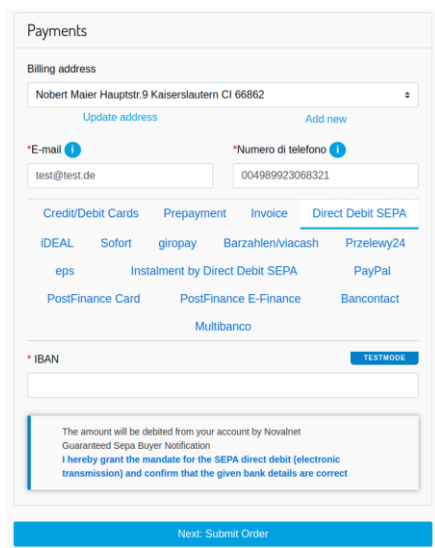 Payments
Billing address
Nobert Maier Hauptstr.9 Kaiserslautern CI 66862
Update address Add new
*E-mail i *Numero di telefono i
test@test.de 004989923068321
Credit/Debit Cards Prepayment Invoice Direct Debit SEPA
iDEAL Sofort giropay Barzahlen/viacash Przelewy24
eps Instalment by Direct Debit SEPA PayPal
PostFinance Card PostFinance E-Finance Bancontact
Multibanco
* IBAN TESTMODE
The amount will be debited from your account by Novalnet
Guaranteed Sepa Buyer Notification
I hereby grant the mandate for the SEPA direct debit (electronic
transmission) and confirm that the given bank details are correct
Next: Submit Order